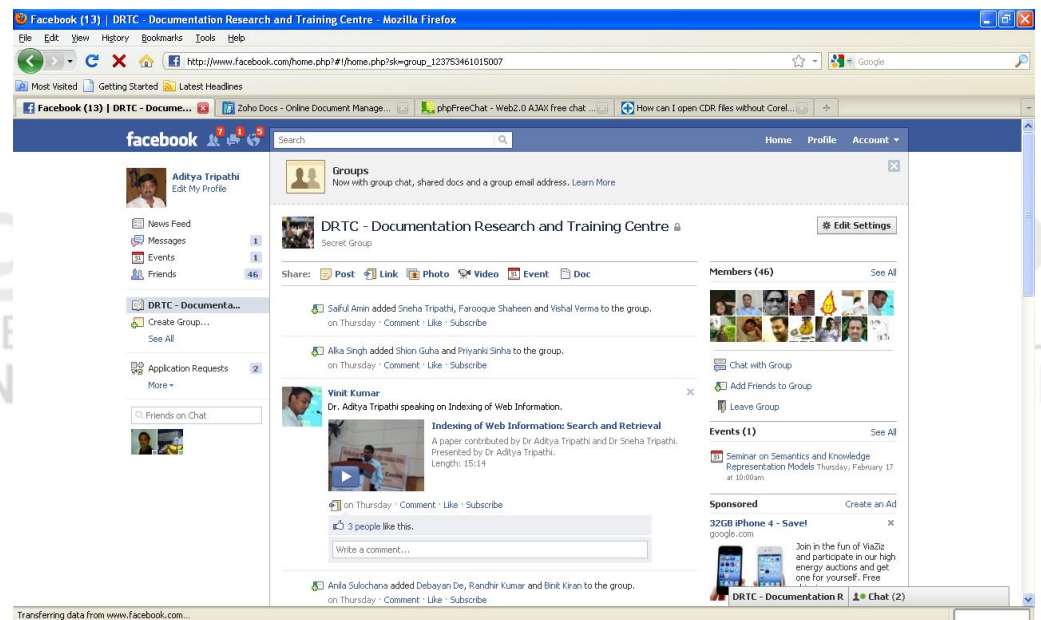 Facebook (13) | DRTC - Documentation Research and Training Centre - Mozilla Firefox
File Edit View History Bookmarks Tools Help
http://www.facebook.com/home.php?#!/home.php?sk=group_123753461015007
Google
Most Visited Getting Started Latest Headlines
Facebook (13) | DRTC - Docume... Zoho Docs - Online Document Manage... phpFreeChat - Web2.0 AJAX free chat ... How can I open CDR files without Corel...
facebook 7 1 5 Search Home Profile Account
Aditya Tripathi
Edit My Profile
News Feed
Messages 1
Events 1
Friends 46
DRTC - Documenta...
Create Group...
See All
Application Requests 2
More
Friends on Chat
Groups
Now with group chat, shared docs and a group email address. Learn More
DRTC - Documentation Research and Training Centre
Secret Group
Edit Settings
Share: Post Link Photo Video Event Doc
Saiful Amin added Sneha Tripathi, Farooque Shaheen and Vishal Verma to the group.
on Thursday · Comment · Like · Subscribe
Alka Singh added Shion Guha and Priyanki Sinha to the group.
on Thursday · Comment · Like · Subscribe
Vinit Kumar
Dr. Aditya Tripathi speaking on Indexing of Web Information.
Indexing of Web Information: Search and Retrieval
A paper contributed by Dr Aditya Tripathi and Dr Sneha Tripathi.
Presented by Dr Aditya Tripathi.
Length: 15:14
on Thursday · Comment · Like · Subscribe
3 people like this.
Write a comment...
Anila Sulochana added Debayan De, Randhir Kumar and Binit Kiran to the group.
on Thursday · Comment · Like · Subscribe
Members (46) See All
Chat with Group
Add Friends to Group
Leave Group
Events (1) See All
31 Seminar on Semantics and Knowledge
Representation Models Thursday, February 17
at 10:00am
Sponsored Create an Ad
32GB iPhone 4 - Save!
google.com
Join in the fun of ViaZiz
and participate in our high
energy auctions and get
one for yourself. Free
DRTC - Documentation R Chat (2)
Transferring data from www.facebook.com...